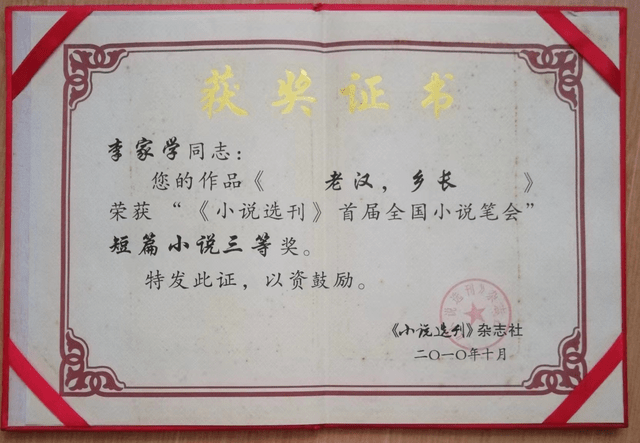 获奖证书
李家学同志：
您的作品《 老汉，乡长 》
荣获“《小说选刊》首届全国小说笔会”
短篇小说三等奖。
特发此证，以资鼓励。
《小说选刊》杂志社
二〇一〇年十月